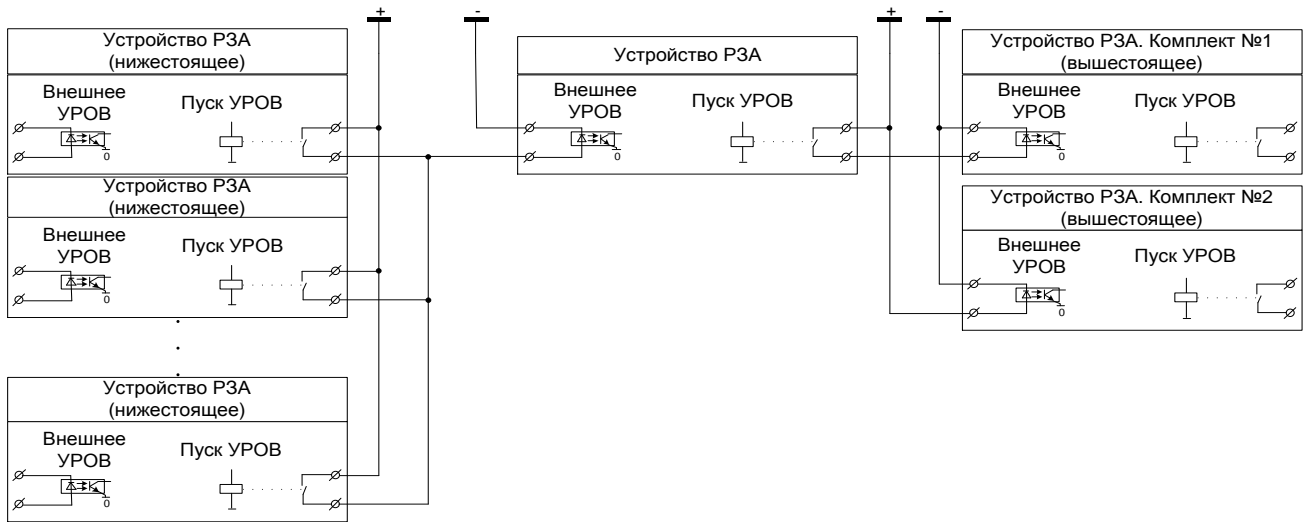 +
-
+
-
Устройство РЗА
(нижестоящее)
Внешнее
УРОВ
Пуск УРОВ
0
Устройство РЗА
(нижестоящее)
Внешнее
УРОВ
Пуск УРОВ
0
Устройство РЗА
(нижестоящее)
Внешнее
УРОВ
Пуск УРОВ
0
Устройство РЗА
Внешнее
УРОВ
Пуск УРОВ
0
Устройство РЗА. Комплект №1
(вышестоящее)
Внешнее
УРОВ
Пуск УРОВ
0
Устройство РЗА. Комплект №2
(вышестоящее)
Внешнее
УРОВ
Пуск УРОВ
0